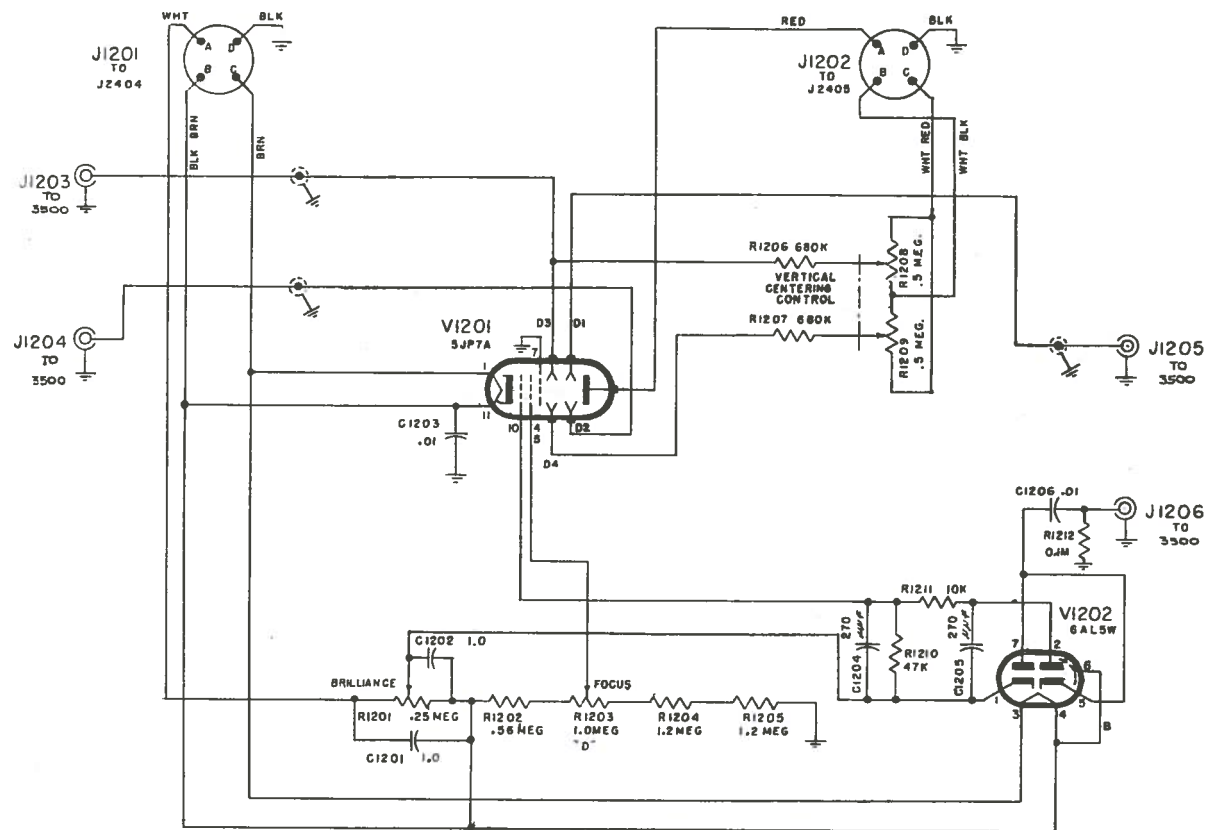 WHT
BLK
J1201
TO
J2404
A D
B C
BLK BRN
BRN
RED
BLK
J1202
TO
J2405
A D
B C
WHT RED
WHT BLK
J1203
TO
3500
J1204
TO
3500
R1206 680K
VERTICAL
CENTERING
CONTROL
R1207 680K
R1208
.5 MEG.
R1209
.5 MEG.
V1201
5JP7A
D3 D1
7
1
11
10
4
5
D2
D4
C1203
.01
J1205
TO
3500
C1206 .01
R1212
0.1M
J1206
TO
3500
R1211 10K
V1202
6AL5W
270 μμF
C1204
R1210
47K
270 μμF
C1205
7 2
6
1
5
3 4
B
C1202 1.0
BRILLIANCE
R1201 .25 MEG
C1201 1.0
R1202
.56 MEG
FOCUS
R1203
1.0MEG
"D"
R1204
1.2MEG
R1205
1.2 MEG